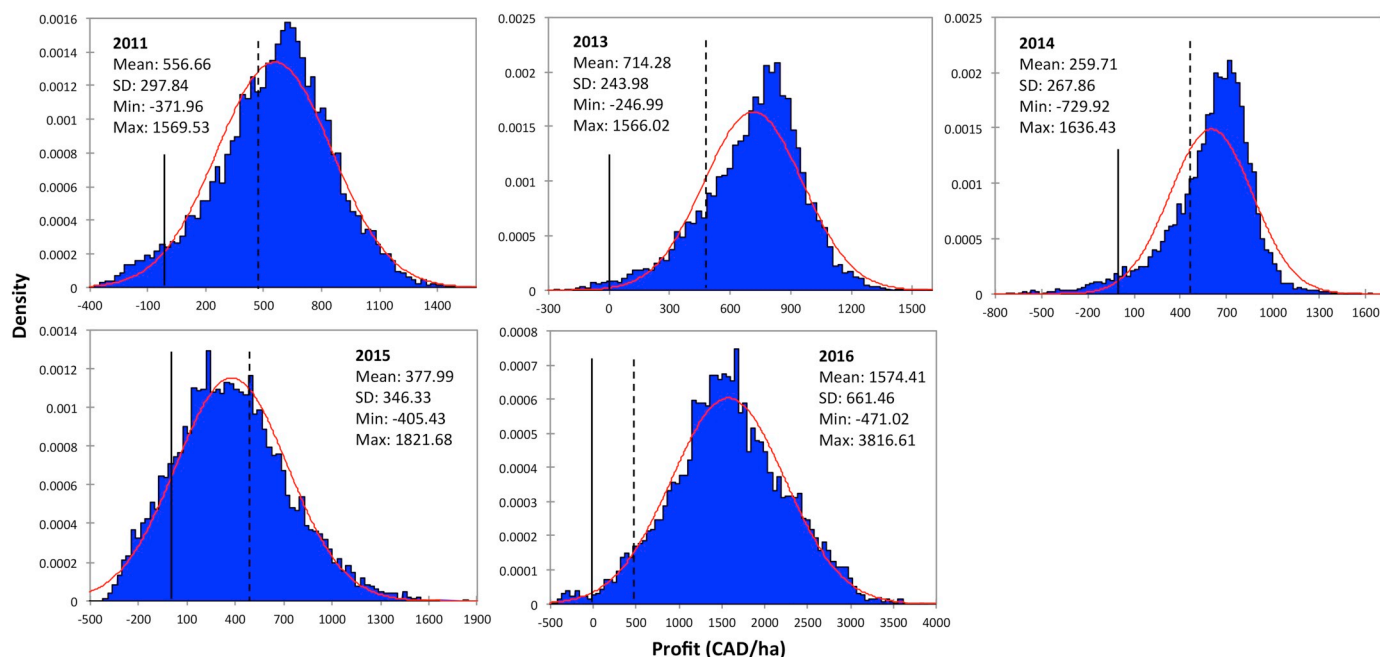 2011
Mean: 556.66
SD: 297.84
Min: -371.96
Max: 1569.53
0.0016
0.0014
0.0012
0.001
0.0008
0.0006
0.0004
0.0002
0
-400 -100 200 500 800 1100 1400
2013
Mean: 714.28
SD: 243.98
Min: -246.99
Max: 1566.02
0.0025
0.002
0.0015
0.001
0.0005
0
-300 0 300 600 900 1200 1500
2014
Mean: 259.71
SD: 267.86
Min: -729.92
Max: 1636.43
0.0025
0.002
0.0015
0.001
0.0005
0
-800 -500 -200 100 400 700 1000 1300 1600
Density
2015
Mean: 377.99
SD: 346.33
Min: -405.43
Max: 1821.68
0.0014
0.0012
0.001
0.0008
0.0006
0.0004
0.0002
0
-500 -200 100 400 700 1000 1300 1600 1900
2016
Mean: 1574.41
SD: 661.46
Min: -471.02
Max: 3816.61
0.0008
0.0007
0.0006
0.0005
0.0004
0.0003
0.0002
0.0001
0
-500 0 500 1000 1500 2000 2500 3000 3500 4000
Profit (CAD/ha)